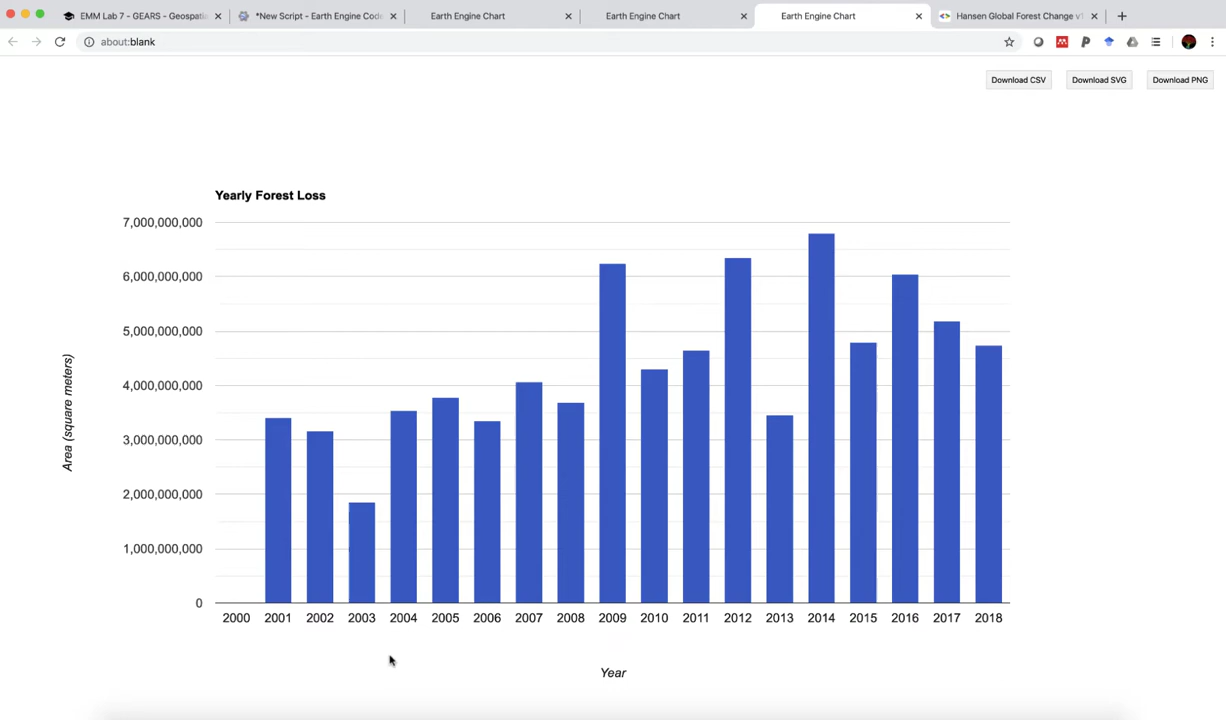 EMM Lab 7 - GEARS - Geospatia
*New Script - Earth Engine Code
Earth Engine Chart
Earth Engine Chart
Earth Engine Chart
Hansen Global Forest Change v1
about:blank
Download CSV
Download SVG
Download PNG
Yearly Forest Loss
7,000,000,000
6,000,000,000
5,000,000,000
4,000,000,000
3,000,000,000
2,000,000,000
1,000,000,000
0
Area (square meters)
2000 2001 2002 2003 2004 2005 2006 2007 2008 2009 2010 2011 2012 2013 2014 2015 2016 2017 2018
Year